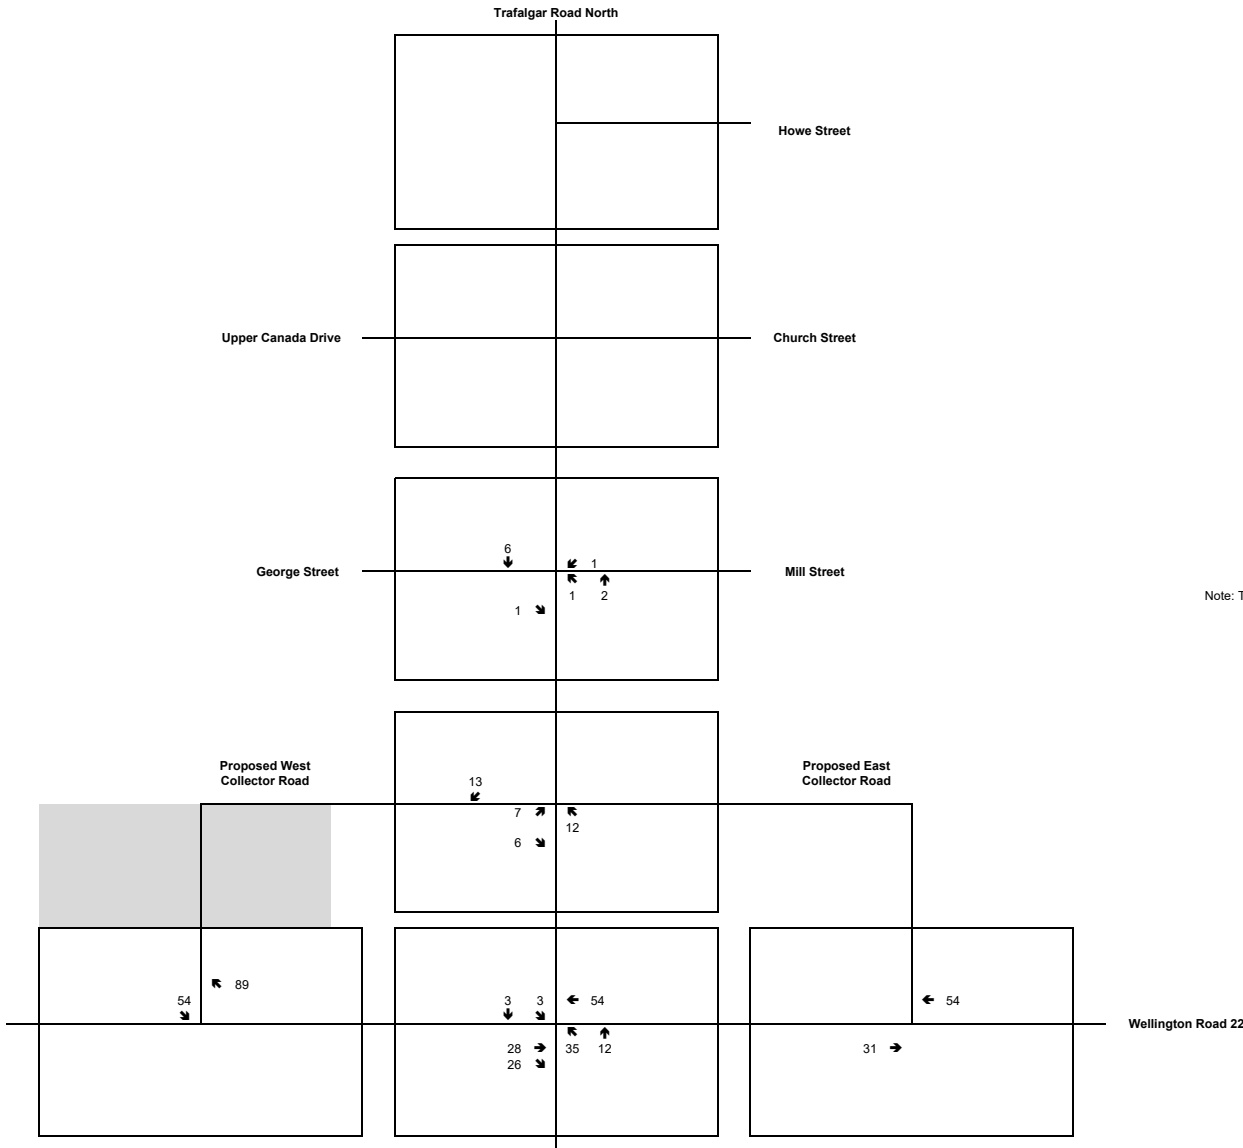 Trafalgar Road North
Howe Street
Upper Canada Drive
Church Street
6
1
George Street
Mill Street
1 2
1
Note: T
Proposed West
Collector Road
Proposed East
Collector Road
13
7
12
6
89
54
3 3 54
54
Wellington Road 22
28 35 12
31
26